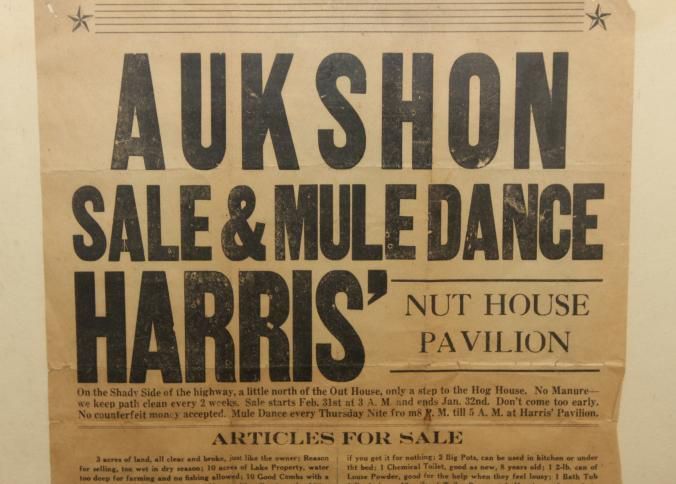 AUKSHON
SALE & MULE DANCE
HARRIS'
NUT HOUSE
PAVILION
On the Shady Side of the highway, a little north of the Out House, only a step to the Hog House. No Manure—
we keep path clean every 2 weeks. Sale starts Feb. 31st at 3 A. M. and ends Jan. 32nd. Don't come too early.
No counterfeit money accepted. Mule Dance every Thursday Nite fro m8 P. M. till 5 A. M. at Harris' Pavilion.
ARTICLES FOR SALE
3 acres of land, all clear and broke, just like the owner; Reason
for selling, too wet in dry season; 10 acres of Lake Property, water
too deep for farming and no fishing allowed; 10 Good Combs with a
if you get it for nothing; 2 Big Pots, can be used in kitchen or under
tht bed; 1 Chemical Toilet, good as new, 8 years old; 1 2-lb. can of
Louse Powder, good for the help when they feel lousy; 1 Bath Tub